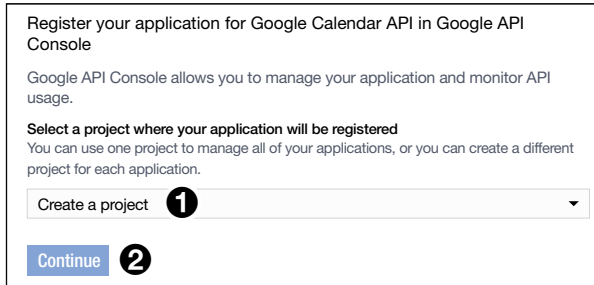 Register your application for Google Calendar API in Google API
Console
Google API Console allows you to manage your application and monitor API
usage.
Select a project where your application will be registered
You can use one project to manage all of your applications, or you can create a different
project for each application.
Create a project 1
Continue 2